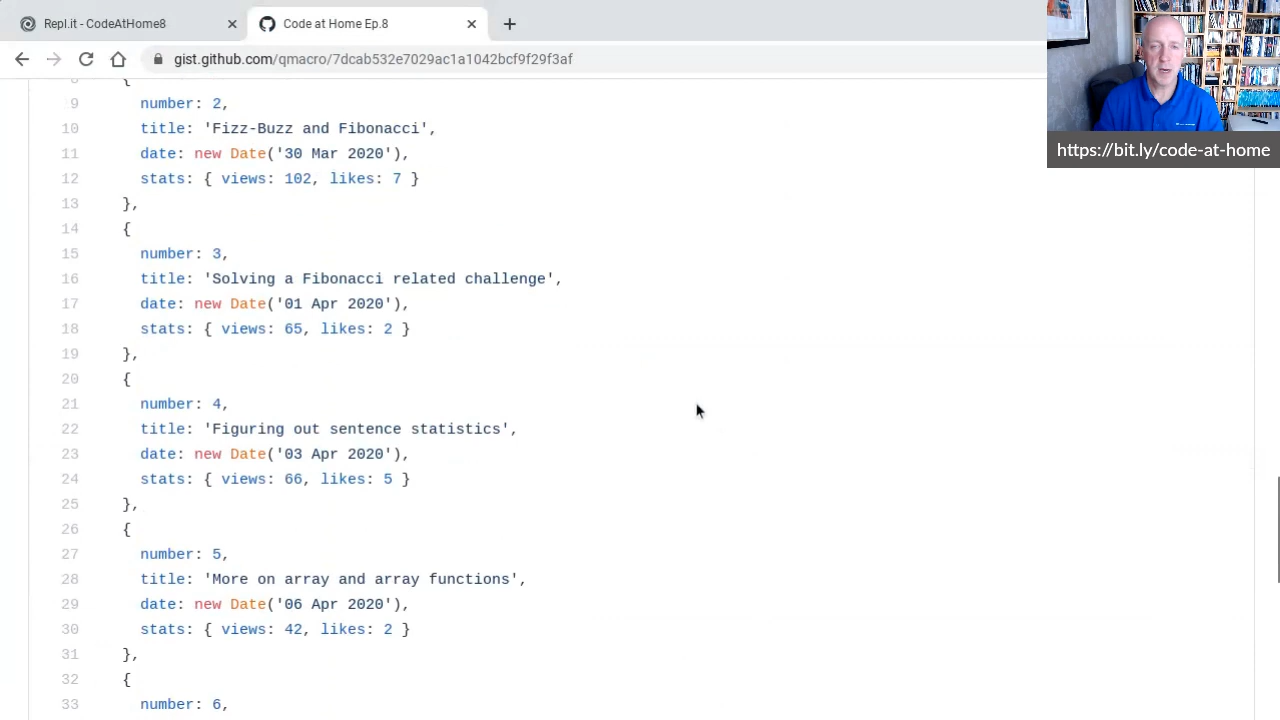 Repl.it - CodeAtHome8
Code at Home Ep.8
gist.github.com/qmacro/7dcab532e7029ac1a1042bcf9f29f3af
https://bit.ly/code-at-home
8 {
9 number: 2,
10 title: 'Fizz-Buzz and Fibonacci',
11 date: new Date('30 Mar 2020'),
12 stats: { views: 102, likes: 7 }
13 },
14 {
15 number: 3,
16 title: 'Solving a Fibonacci related challenge',
17 date: new Date('01 Apr 2020'),
18 stats: { views: 65, likes: 2 }
19 },
20 {
21 number: 4,
22 title: 'Figuring out sentence statistics',
23 date: new Date('03 Apr 2020'),
24 stats: { views: 66, likes: 5 }
25 },
26 {
27 number: 5,
28 title: 'More on array and array functions',
29 date: new Date('06 Apr 2020'),
30 stats: { views: 42, likes: 2 }
31 },
32 {
33 number: 6,